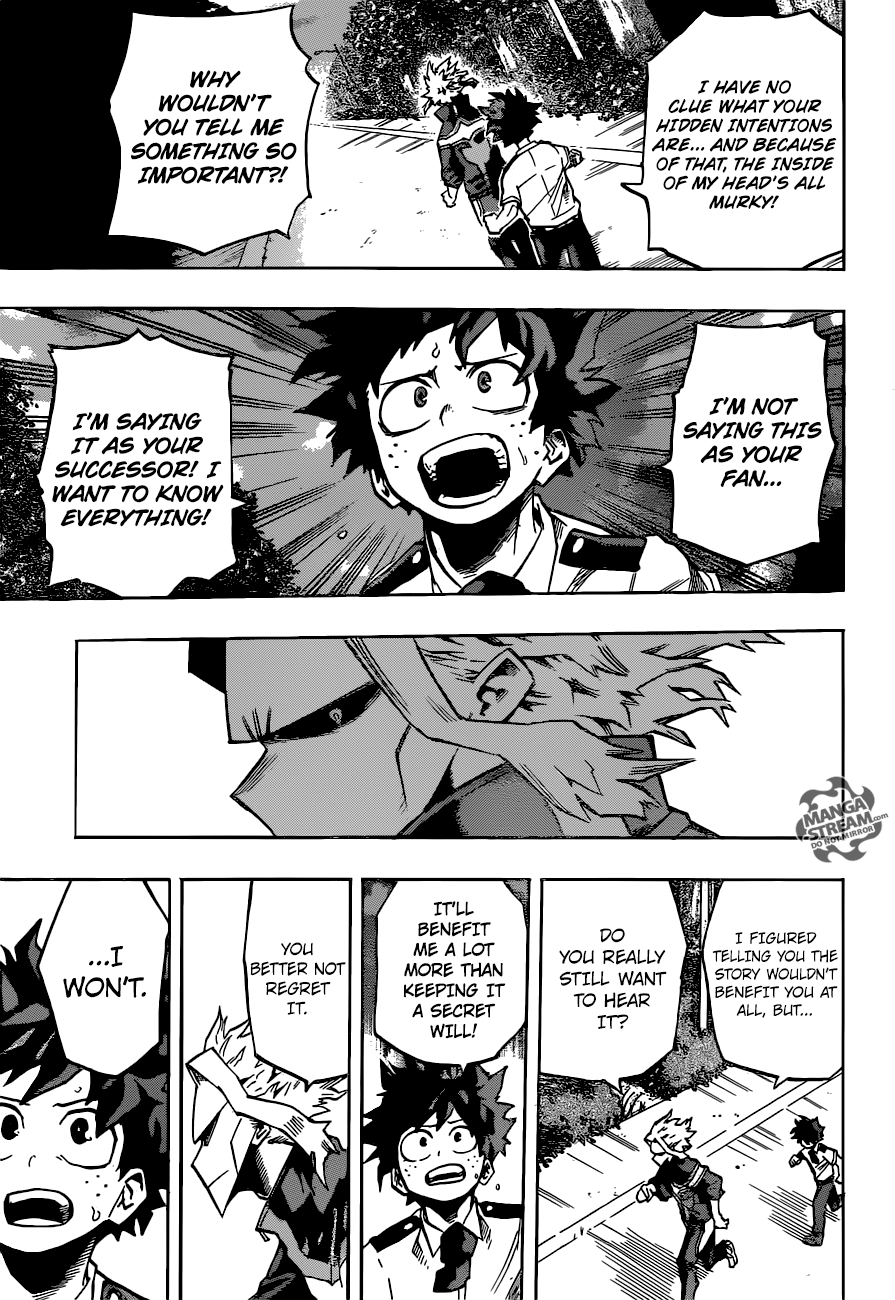 I HAVE NO
CLUE WHAT YOUR
HIDDEN INTENTIONS
ARE... AND BECAUSE
OF THAT, THE INSIDE
OF MY HEAD'S ALL
MURKY!
WHY
WOULDN'T
YOU TELL ME
SOMETHING SO
IMPORTANT?!
I'M NOT
SAYING THIS
AS YOUR
FAN...
I'M SAYING
IT AS YOUR
SUCCESSOR! I
WANT TO KNOW
EVERYTHING!
MANGA
STREAM.com
DO NOT MIRROR
I FIGURED
TELLING YOU THE
STORY WOULDN'T
BENEFIT YOU AT
ALL, BUT...
DO
YOU REALLY
STILL WANT
TO HEAR
IT?
IT'LL
BENEFIT
ME A LOT
MORE THAN
KEEPING IT
A SECRET
WILL!
YOU
BETTER NOT
REGRET
IT.
...I
WON'T.